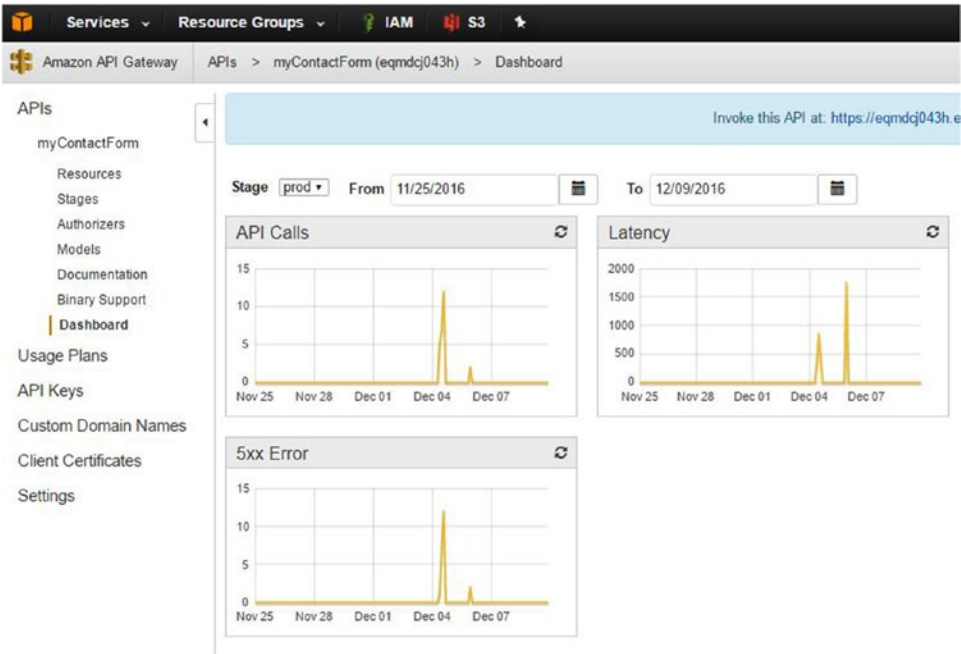 Services Resource Groups IAM S3
Amazon API Gateway APIs > myContactForm (eqmdcj043h) > Dashboard
APIs
myContactForm
Resources
Stages
Authorizers
Models
Documentation
Binary Support
Dashboard
Usage Plans
API Keys
Custom Domain Names
Client Certificates
Settings
Invoke this API at: https://eqmdcj043h.e
Stage prod From 11/25/2016 To 12/09/2016
API Calls
15
10
5
0
Nov 25 Nov 28 Dec 01 Dec 04 Dec 07
Latency
2000
1500
1000
500
0
Nov 25 Nov 28 Dec 01 Dec 04 Dec 07
5xx Error
15
10
5
0
Nov 25 Nov 28 Dec 01 Dec 04 Dec 07